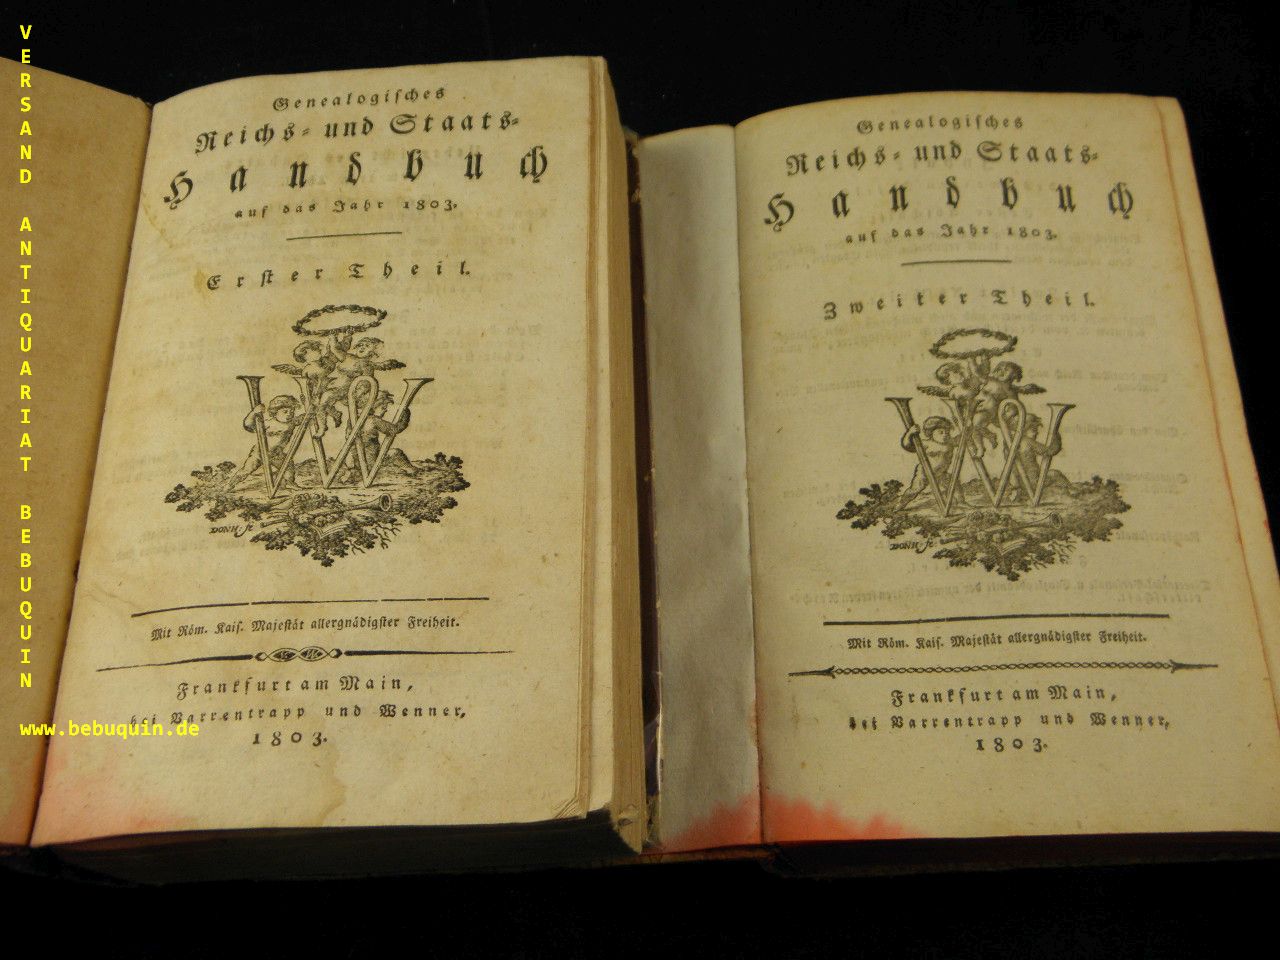 VERSAND ANTIQUARIAT BEBUQUIN
www.bebuquin.de
Genealogisches
Reichs- und Staats-
Handbuch
auf das Jahr 1803.
Erster Theil.
Mit Röm. Kais. Majestät allergnädigster Freiheit.
Frankfurt am Main,
bei Varrentrapp und Wenner,
1803.
Genealogisches
Reichs- und Staats-
Handbuch
auf das Jahr 1803.
Zweiter Theil.
Mit Röm. Kais. Majestät allergnädigster Freiheit.
Frankfurt am Main,
bei Varrentrapp und Wenner,
1803.